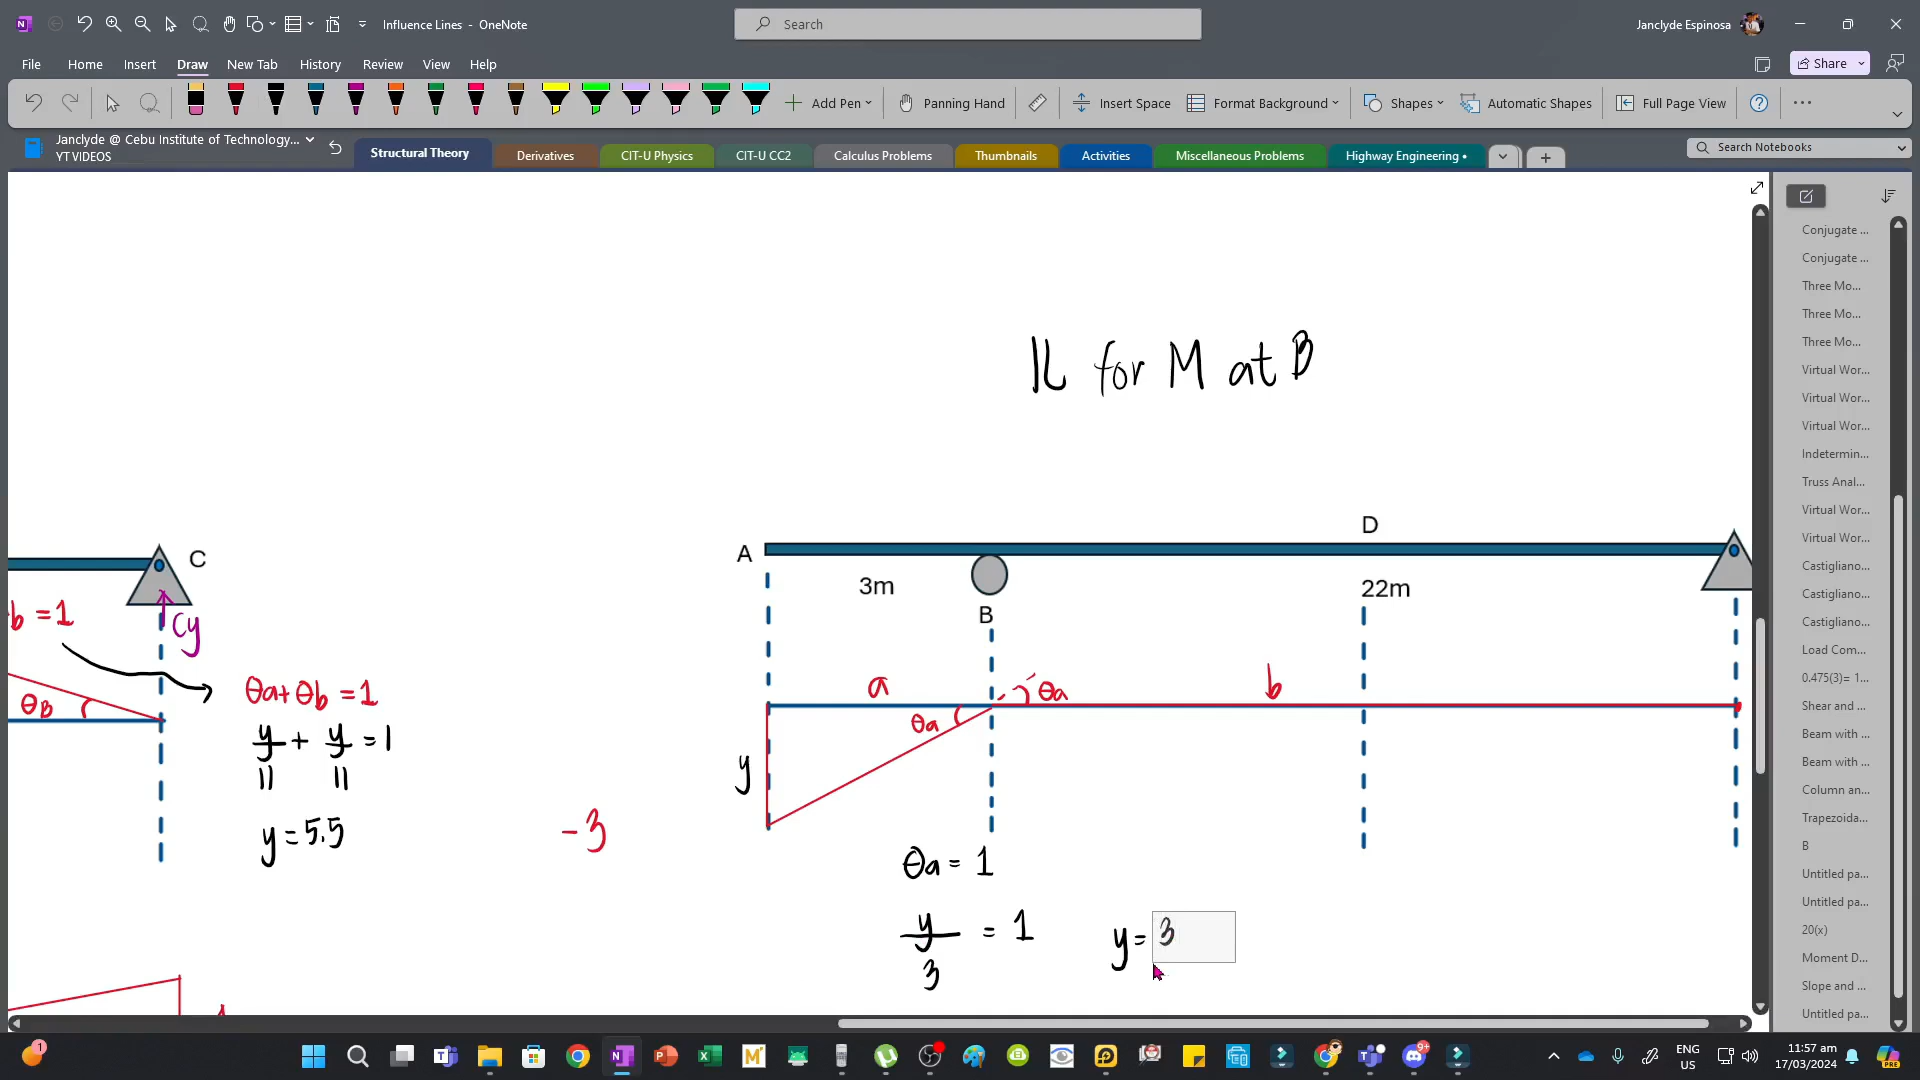 Influence Lines - OneNote
Search
Janclyde Espinosa
File Home Insert Draw New Tab History Review View Help
Share
Add Pen
Panning Hand
Insert Space
Format Background
Shapes
Automatic Shapes
Full Page View
Janclyde @ Cebu Institute of Technology...
YT VIDEOS
Structural Theory
Derivatives
CIT-U Physics
CIT-U CC2
Calculus Problems
Thumbnails
Activities
Miscellaneous Problems
Highway Engineering •
Search Notebooks
IL for M at B
C
b = 1
Cy
θB
θa + θb = 1
y/11 + y/11 = 1
y = 5.5
-3
A
D
3m
22m
B
a
θa
b
θa
y
θa = 1
y/3 = 1
y = 3
Conjugate ...
Conjugate ...
Three Mo...
Three Mo...
Three Mo...
Virtual Wor...
Virtual Wor...
Virtual Wor...
Indetermin...
Truss Anal...
Virtual Wor...
Virtual Wor...
Castigliano...
Castigliano...
Castigliano...
Load Com...
0.475(3)= 1...
Shear and ...
Beam with ...
Beam with ...
Column an...
Trapezoida...
B
Untitled pa...
Untitled pa...
20(x)
Moment D...
Slope and ...
Untitled pa...
1
9+
ENG
US
11:57 am
17/03/2024